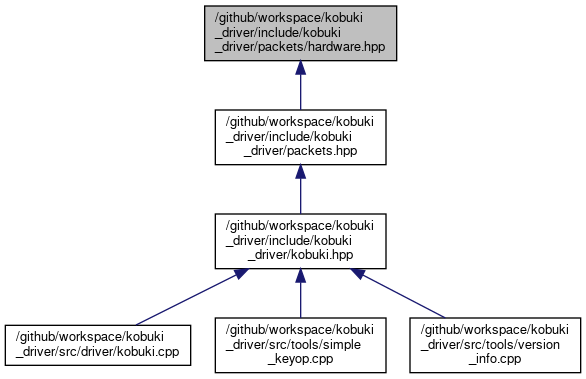 /github/workspace/kobuki
_driver/include/kobuki
_driver/packets/hardware.hpp
/github/workspace/kobuki
_driver/include/kobuki
_driver/packets.hpp
/github/workspace/kobuki
_driver/include/kobuki
_driver/kobuki.hpp
/github/workspace/kobuki
_driver/src/driver/kobuki.cpp
/github/workspace/kobuki
_driver/src/tools/simple
_keyop.cpp
/github/workspace/kobuki
_driver/src/tools/version
_info.cpp